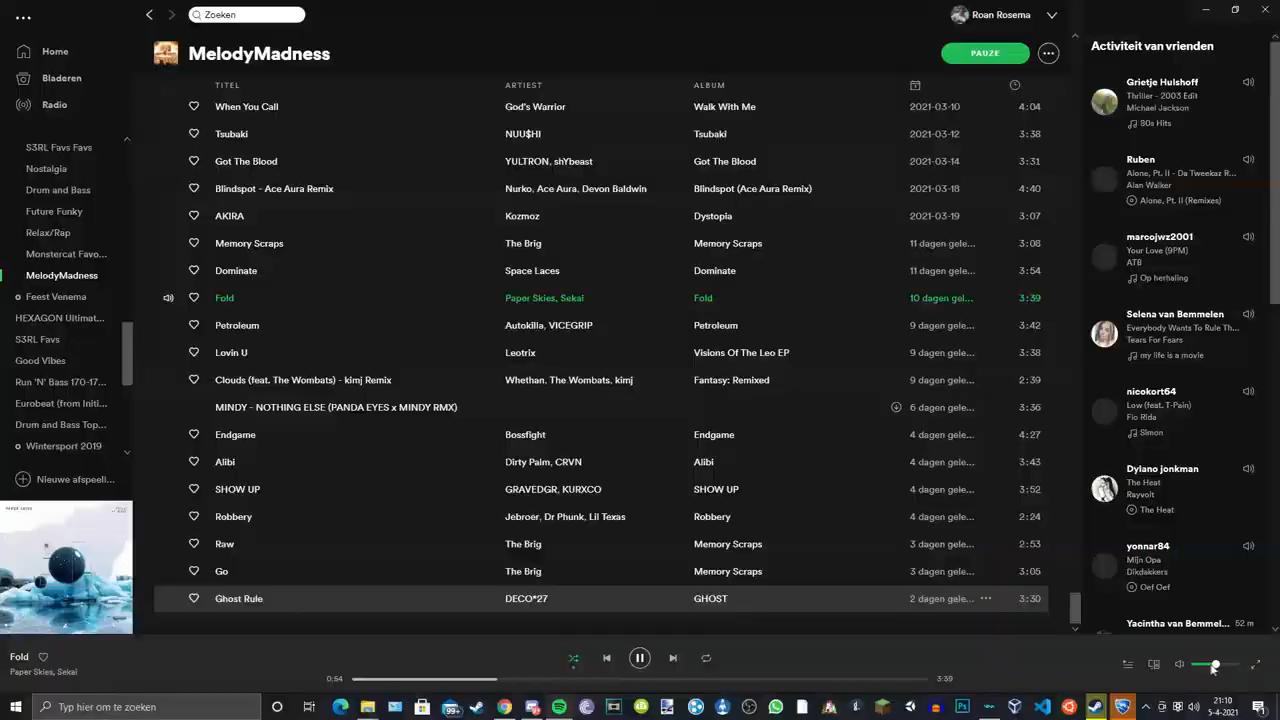 Zoeken
Roan Rosema
Home
Bladeren
Radio
S3RL Favs Favs
Nostalgia
Drum and Bass
Future Funky
Relax/Rap
Monstercat Favo...
MelodyMadness
Feest Venema
HEXAGON Ultimat...
S3RL Favs
Good Vibes
Run 'N' Bass 170-17...
Eurobeat (from Initi...
Drum and Bass Top...
Wintersport 2019
Nieuwe afspeell...
MelodyMadness
PAUZE
TITEL ARTIEST ALBUM
When You Call God's Warrior Walk With Me 2021-03-10 4:04
Tsubaki NUU$HI Tsubaki 2021-03-12 3:38
Got The Blood YULTRON, shYbeast Got The Blood 2021-03-14 3:31
Blindspot - Ace Aura Remix Nurko, Ace Aura, Devon Baldwin Blindspot (Ace Aura Remix) 2021-03-18 4:40
AKIRA Kozmoz Dystopia 2021-03-19 3:07
Memory Scraps The Brig Memory Scraps 11 dagen gele... 3:08
Dominate Space Laces Dominate 11 dagen gele... 3:54
Fold Paper Skies, Sekai Fold 10 dagen gel... 3:39
Petroleum Autokilla, VICEGRIP Petroleum 9 dagen gele... 3:42
Lovin U Leotrix Visions Of The Leo EP 9 dagen gele... 3:38
Clouds (feat. The Wombats) - kimj Remix Whethan, The Wombats, kimj Fantasy: Remixed 9 dagen gele... 2:39
MINDY - NOTHING ELSE (PANDA EYES x MINDY RMX) 6 dagen gele... 3:36
Endgame Bossfight Endgame 4 dagen gele... 4:27
Alibi Dirty Palm, CRVN Alibi 4 dagen gele... 3:43
SHOW UP GRAVEDGR, KURXCO SHOW UP 4 dagen gele... 3:52
Robbery Jebroer, Dr Phunk, Lil Texas Robbery 4 dagen gele... 2:24
Raw The Brig Memory Scraps 3 dagen gele... 2:53
Go The Brig Memory Scraps 3 dagen gele... 3:05
Ghost Rule DECO*27 GHOST 2 dagen gele... 3:30
Activiteit van vrienden
Grietje Hulshoff
Thriller - 2003 Edit
Michael Jackson
80s Hits
Ruben
Alone, Pt. II - Da Tweekaz R...
Alan Walker
Alone, Pt. II (Remixes)
marcojwz2001
Your Love (9PM)
ATB
Op herhaling
Selena van Bemmelen
Everybody Wants To Rule Th...
Tears For Fears
my life is a movie
nicokort64
Low (feat. T-Pain)
Flo Rida
Simon
Dylano jonkman
The Heat
Rayvolt
The Heat
yonnar84
Mijn Opa
Dikdakkers
Oef Oef
Yacintha van Bemmel... 52 m
Fold
Paper Skies, Sekai
0:54 3:39
Typ hier om te zoeken
99+
Ps
21:10
5-4-2021